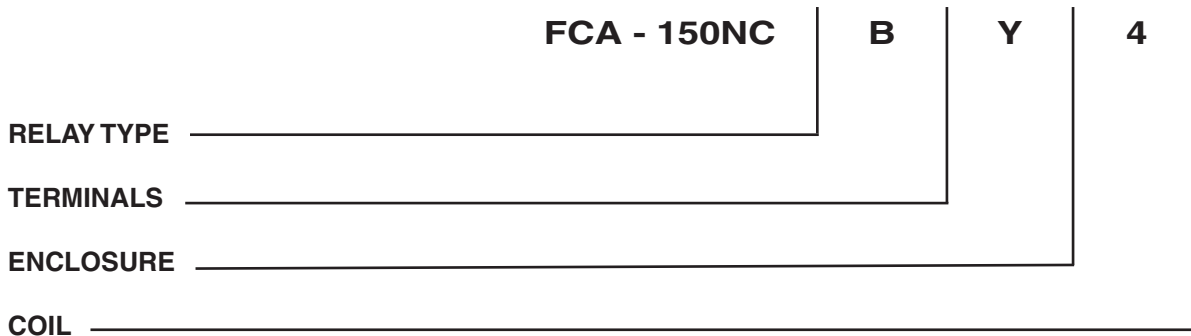 FCA - 150NC B Y 4
RELAY TYPE
TERMINALS
ENCLOSURE
COIL